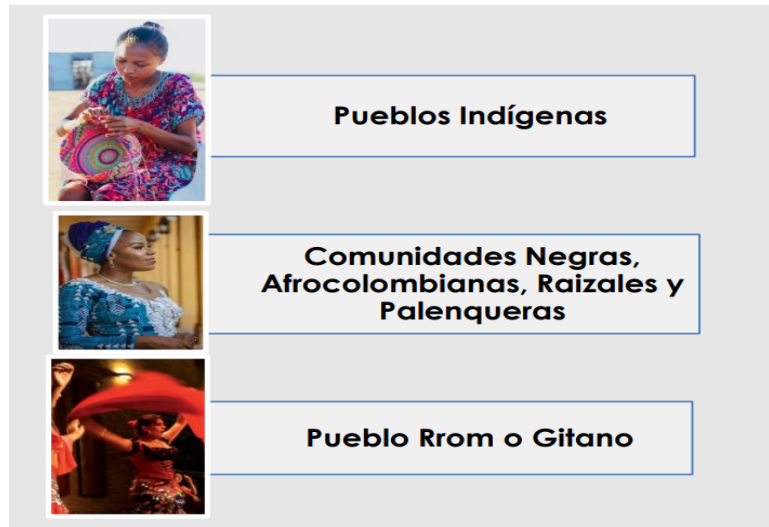 Pueblos Indígenas
Comunidades Negras,
Afrocolombianas, Raizales y
Palenqueras
Pueblo Rrom o Gitano